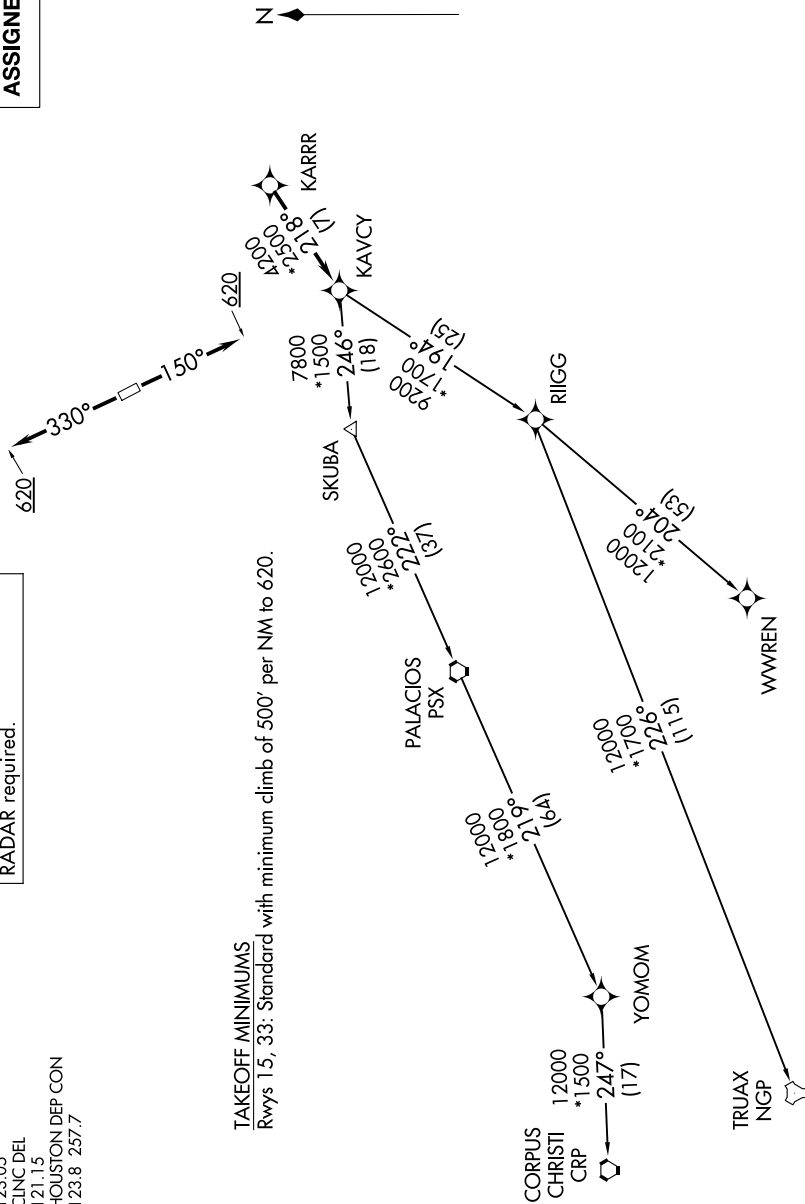 ASSIGNE
N
RADAR required.
123.05
CLNC DEL
121.15
HOUSTON DEP CON
123.8 257.7
TAKEOFF MINIMUMS
Rwys 15, 33: Standard with minimum climb of 500' per NM to 620.
620
330°
150°
620
KARRR
4200
*2500
218°
(7)
KAVCY
7800
*1500
246°
(18)
SKUBA
9200
*1700
194°
(25)
RIIGG
12000
*2600
222°
(37)
PALACIOS
PSX
12000
*2100
204°
(53)
WWREN
12000
*1800
219°
(64)
YOMOM
12000
*1700
226°
(115)
TRUAX
NGP
12000
*1500
247°
(17)
CORPUS
CHRISTI
CRP